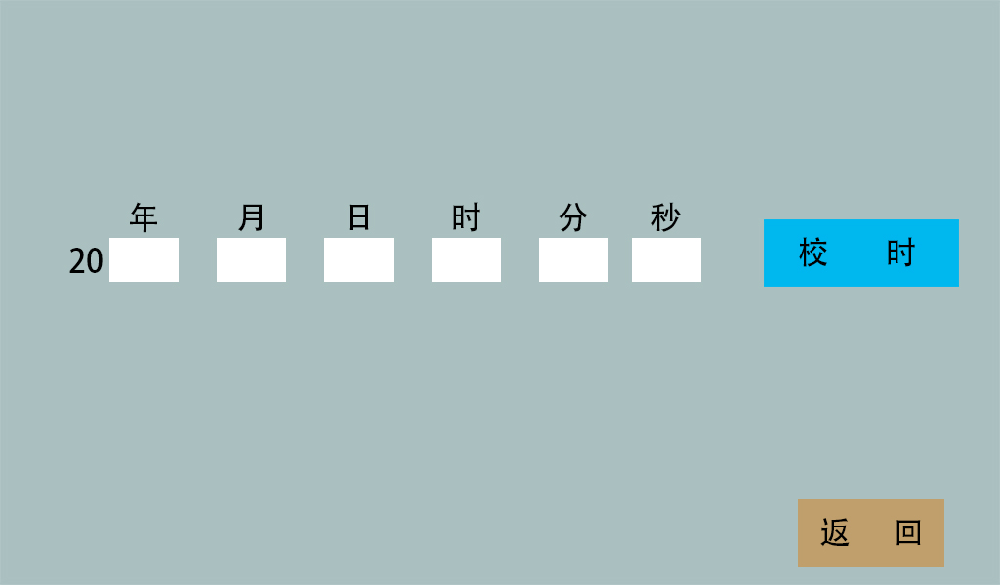 年 月 日 时 分 秒
20
校 时
返 回